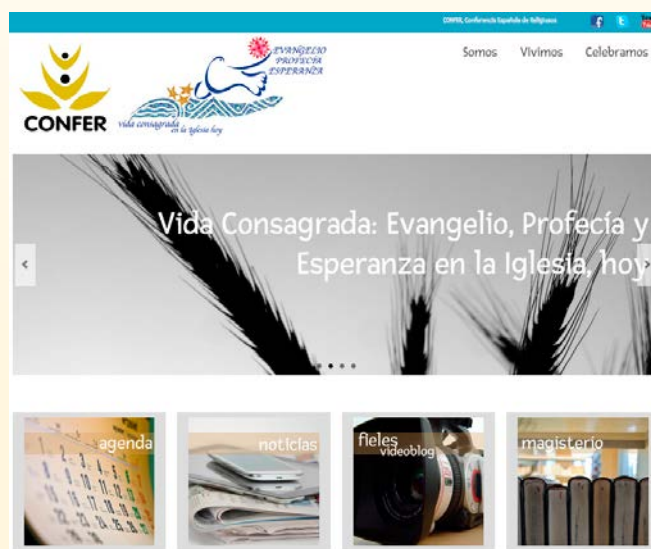 CONFER, Conferencia Española de Religiosos
CONFER
EVANGELIO
PROFECÍA
ESPERANZA
vida consagrada
en la Iglesia hoy
Somos Vivimos Celebramos
Vida Consagrada: Evangelio, Profecía y
Esperanza en la Iglesia, hoy
agenda
noticias
fieles
videoblog
magisterio